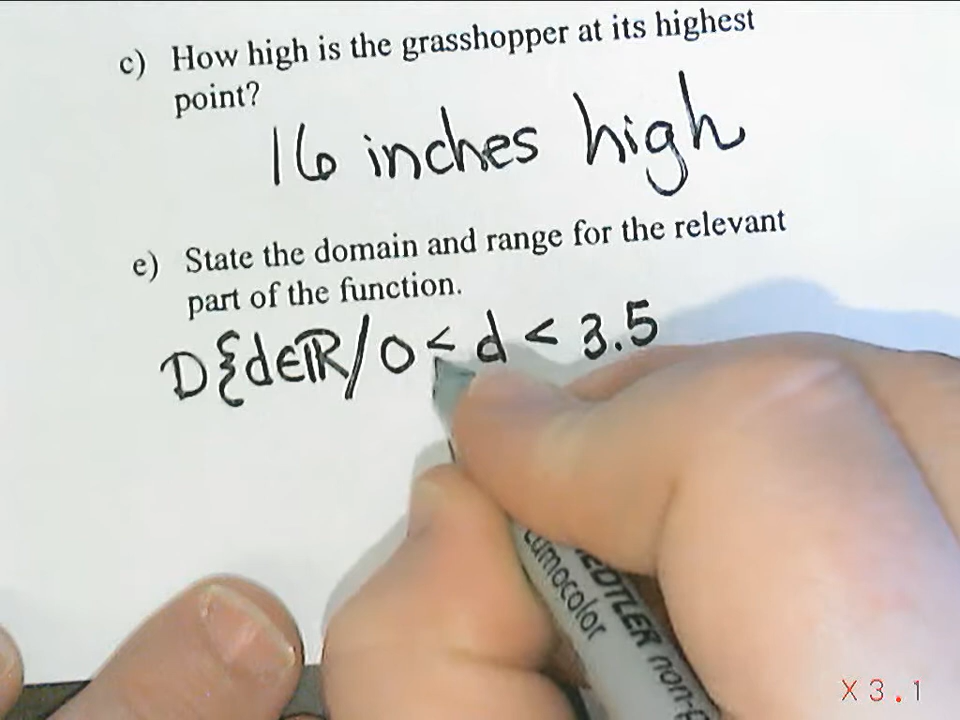 c) How high is the grasshopper at its highest
point?
16 inches high
e) State the domain and range for the relevant
part of the function.
D{d∈ℝ/0< d < 3.5
STAEDTLER non-p
Lumocolor
X3.1